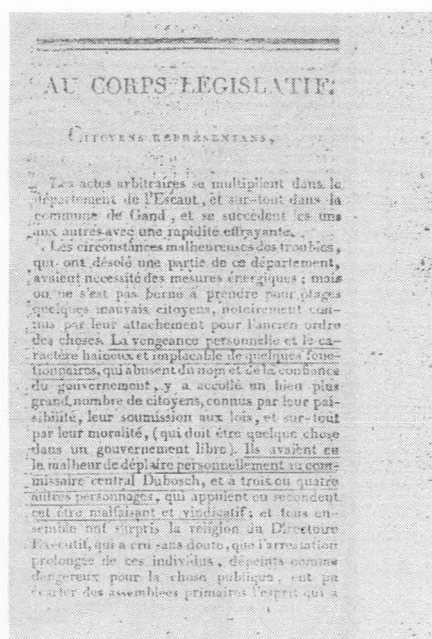 AU CORPS LÉGISLATIF.
CITOYENS REPRÉSENTANS,
Les actes arbitraires se multiplient dans le
département de l'Escaut, et sur-tout dans la
commune de Gand, et se succèdent les uns
aux autres avec une rapidité effrayante.
Les circonstances malheureuses des troubles,
qui ont désolé une partie de ce département,
avaient necessité des mesures énergiques ; mais
on ne s'est pas borné à prendre pour ôtages
quelques mauvais citoyens, notoirement con-
nus par leur attachement pour l'ancien ordre
des choses. La vengeance personnelle et le ca-
ractère haineux et implacable de quelques fonc-
tionnaires, qui abusent du nom et de la confiance
du gouvernement, y a accollé un bien plus
grand nombre de citoyens, connus par leur pai-
sibilité, leur soumission aux lois, et sur-tout
par leur moralité, (qui doit être quelque chose
dans un gouvernement libre). Ils avaient eu
le malheur de déplaire personnellement au com-
missaire central Dubosch, et à trois ou quatre
autres personnages, qui appuient ou secondent
cet être malfaisant et vindicatif; et tous en-
semble ont surpris la religion du Directoire
Exécutif, qui a cru sans doute, que l'arrestation
prolongée de ces individus, dépeints comme
dangereux pour la chose publique, eut pu
écarter des assemblées primaires l'esprit qui a